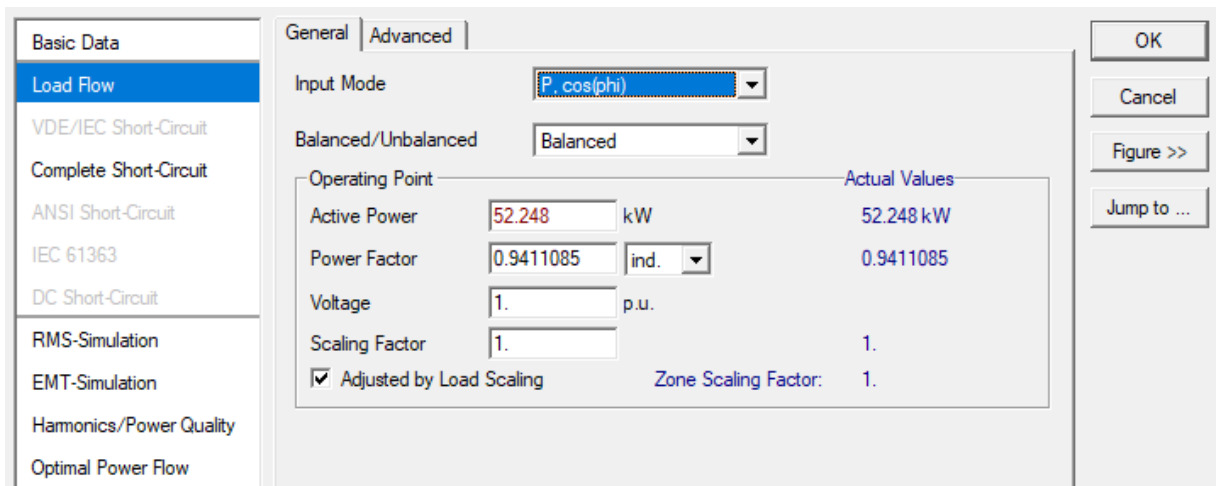 Basic Data
Load Flow
VDE/IEC Short-Circuit
Complete Short-Circuit
ANSI Short-Circuit
IEC 61363
DC Short-Circuit
RMS-Simulation
EMT-Simulation
Harmonics/Power Quality
Optimal Power Flow
General Advanced
Input Mode P, cos(phi)
Balanced/Unbalanced Balanced
Operating Point Actual Values
Active Power 52.248 kW 52.248 kW
Power Factor 0.9411085 ind. 0.9411085
Voltage 1. p.u.
Scaling Factor 1. 1.
Adjusted by Load Scaling Zone Scaling Factor: 1.
OK
Cancel
Figure >>
Jump to ...